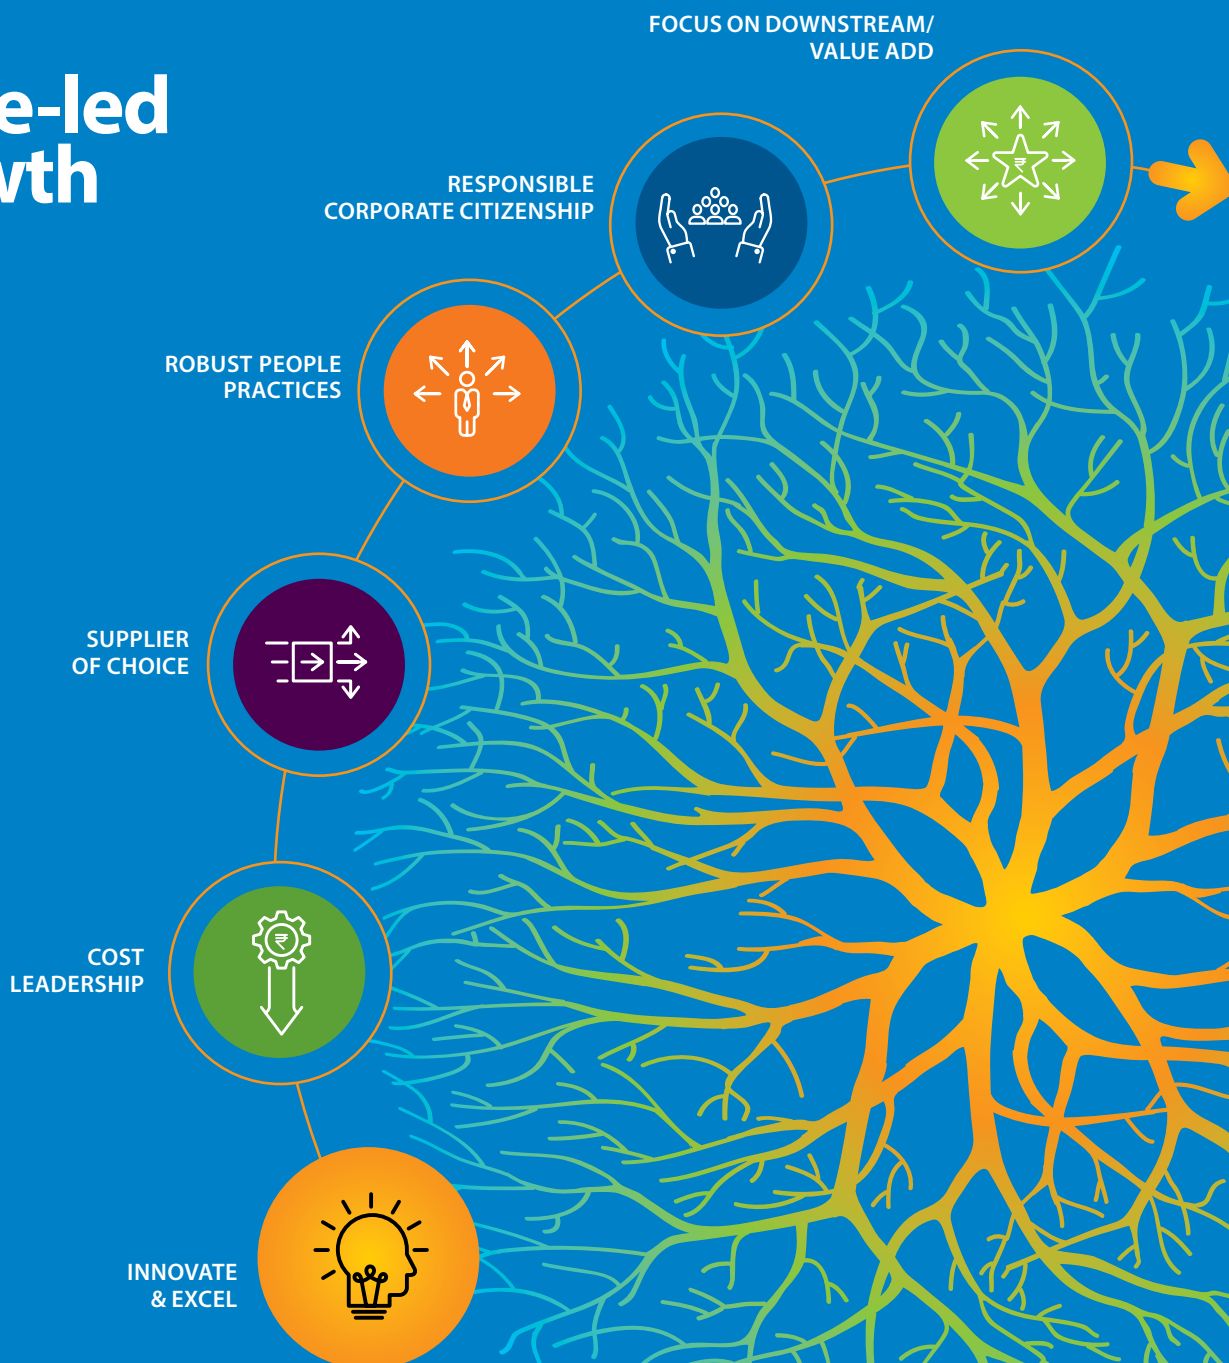 e-led
wth
FOCUS ON DOWNSTREAM/
VALUE ADD
RESPONSIBLE
CORPORATE CITIZENSHIP
ROBUST PEOPLE
PRACTICES
SUPPLIER
OF CHOICE
COST
LEADERSHIP
INNOVATE
& EXCEL
₹
₹